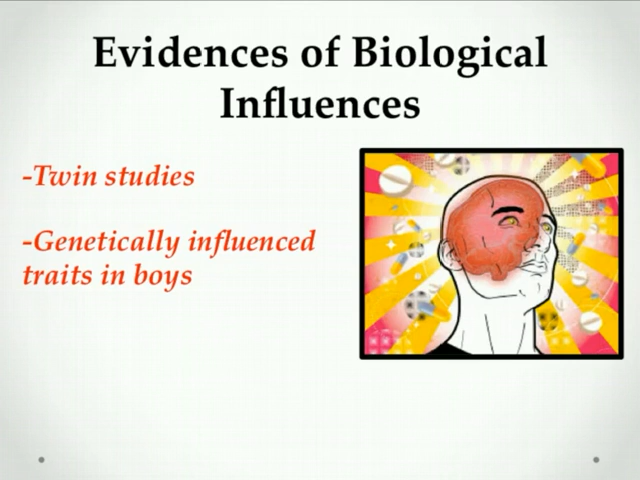 Evidences of Biological
Influences
-Twin studies
-Genetically influenced
traits in boys